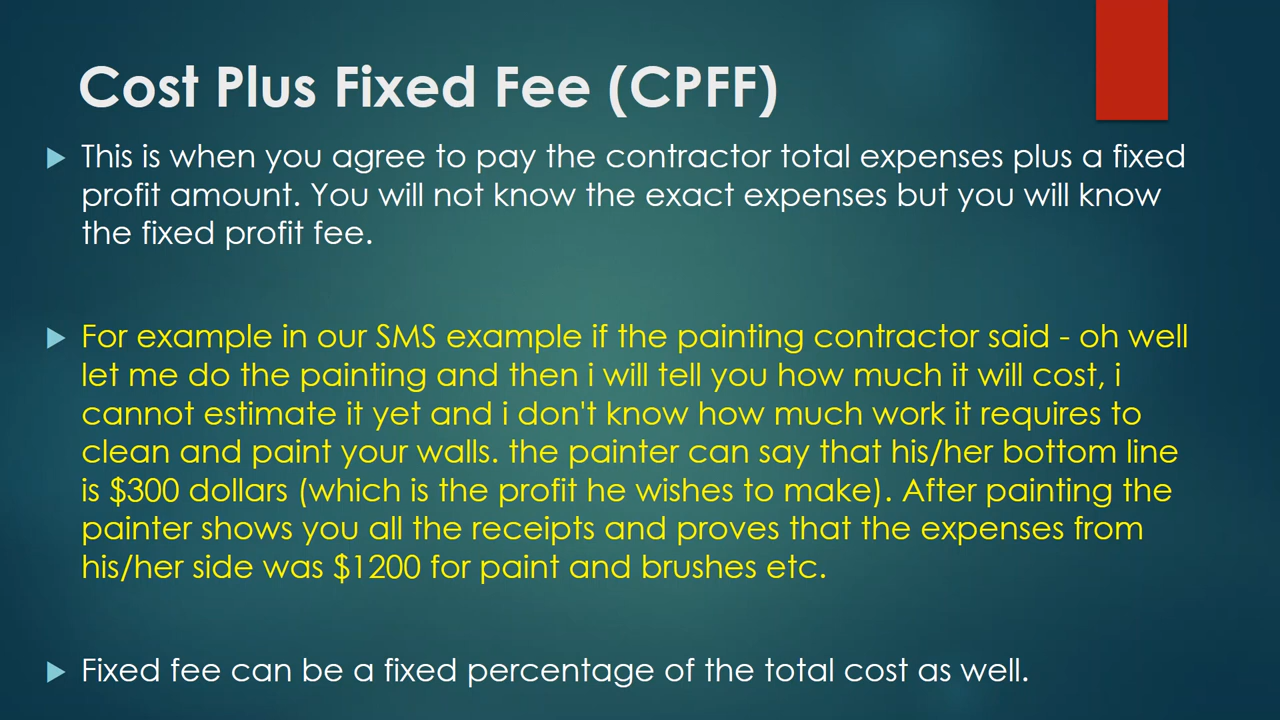 Cost Plus Fixed Fee (CPFF)
This is when you agree to pay the contractor total expenses plus a fixed
profit amount. You will not know the exact expenses but you will know
the fixed profit fee.
For example in our SMS example if the painting contractor said - oh well
let me do the painting and then i will tell you how much it will cost, i
cannot estimate it yet and i don't know how much work it requires to
clean and paint your walls. the painter can say that his/her bottom line
is $300 dollars (which is the profit he wishes to make). After painting the
painter shows you all the receipts and proves that the expenses from
his/her side was $1200 for paint and brushes etc.
Fixed fee can be a fixed percentage of the total cost as well.